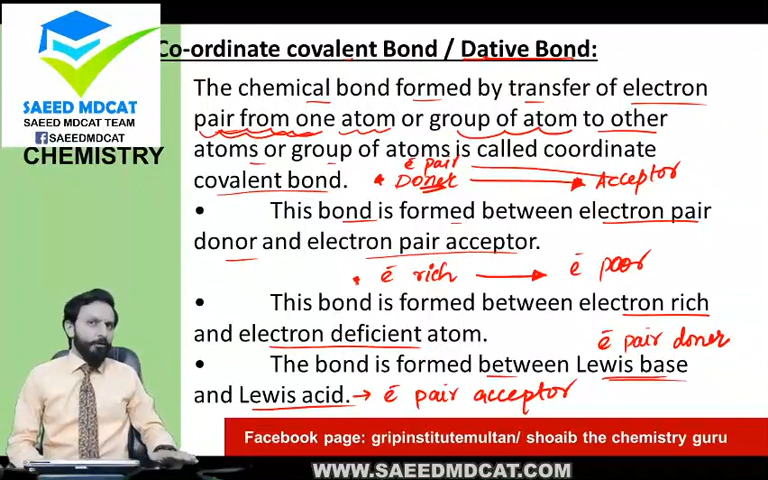 Co-ordinate covalent Bond / Dative Bond:
The chemical bond formed by transfer of electron
pair from one atom or group of atom to other
atoms or group of atoms is called coordinate
covalent bond.
ē pair
Doner
Acceptor
• This bond is formed between electron pair
donor and electron pair acceptor.
ē rich
ē poor
• This bond is formed between electron rich
and electron deficient atom.
ē pair doner
• The bond is formed between Lewis base
and Lewis acid. → ē pair acceptor
SAEED MDCAT
SAEED MDCAT TEAM
SAEEDMDCAT
CHEMISTRY
Facebook page: gripinstitutemultan/ shoaib the chemistry guru
WWW.SAEEDMDCAT.COM